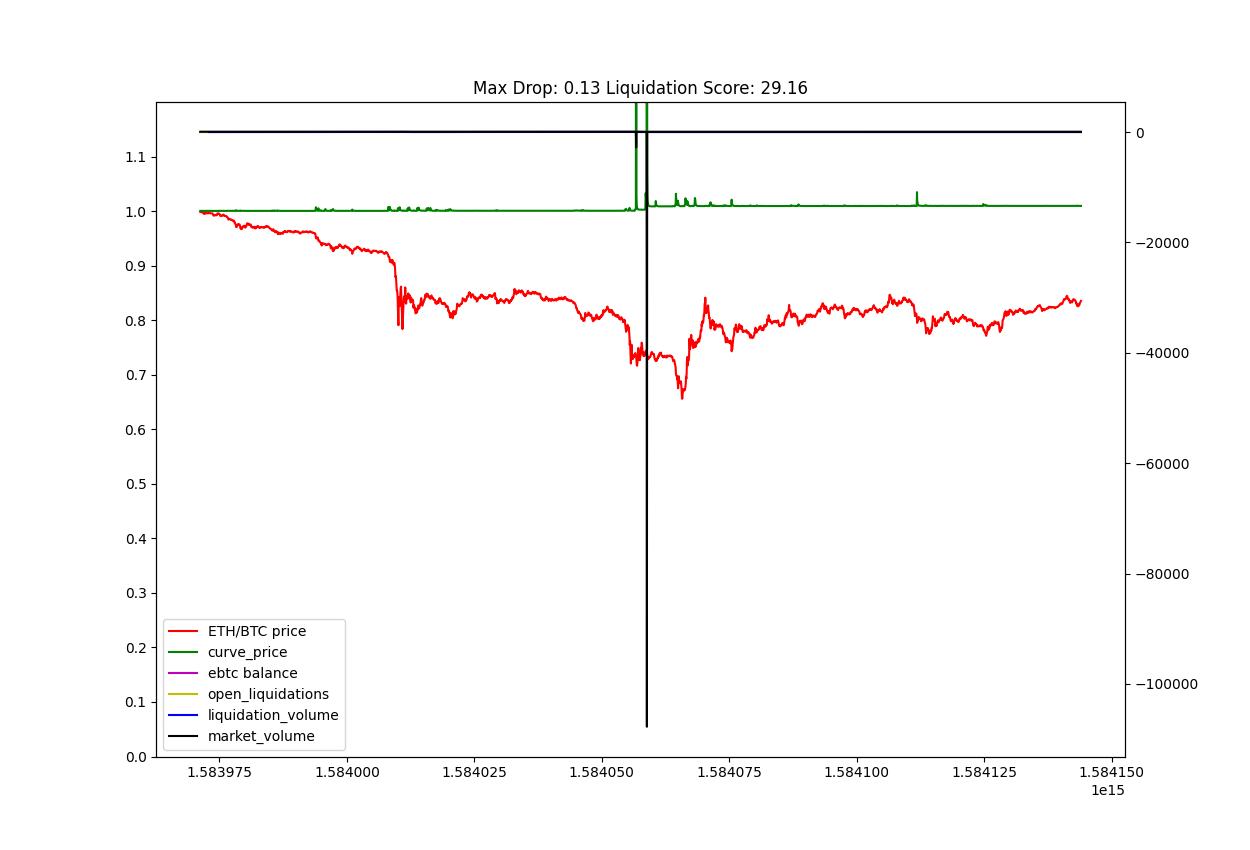 Max Drop: 0.13 Liquidation Score: 29.16
1.1
1.0
0.9
0.8
0.7
0.6
0.5
0.4
0.3
0.2
0.1
0.0
0
−20000
−40000
−60000
−80000
−100000
ETH/BTC price
curve_price
ebtc balance
open_liquidations
liquidation_volume
market_volume
1.583975 1.584000 1.584025 1.584050 1.584075 1.584100 1.584125 1.584150
1e15